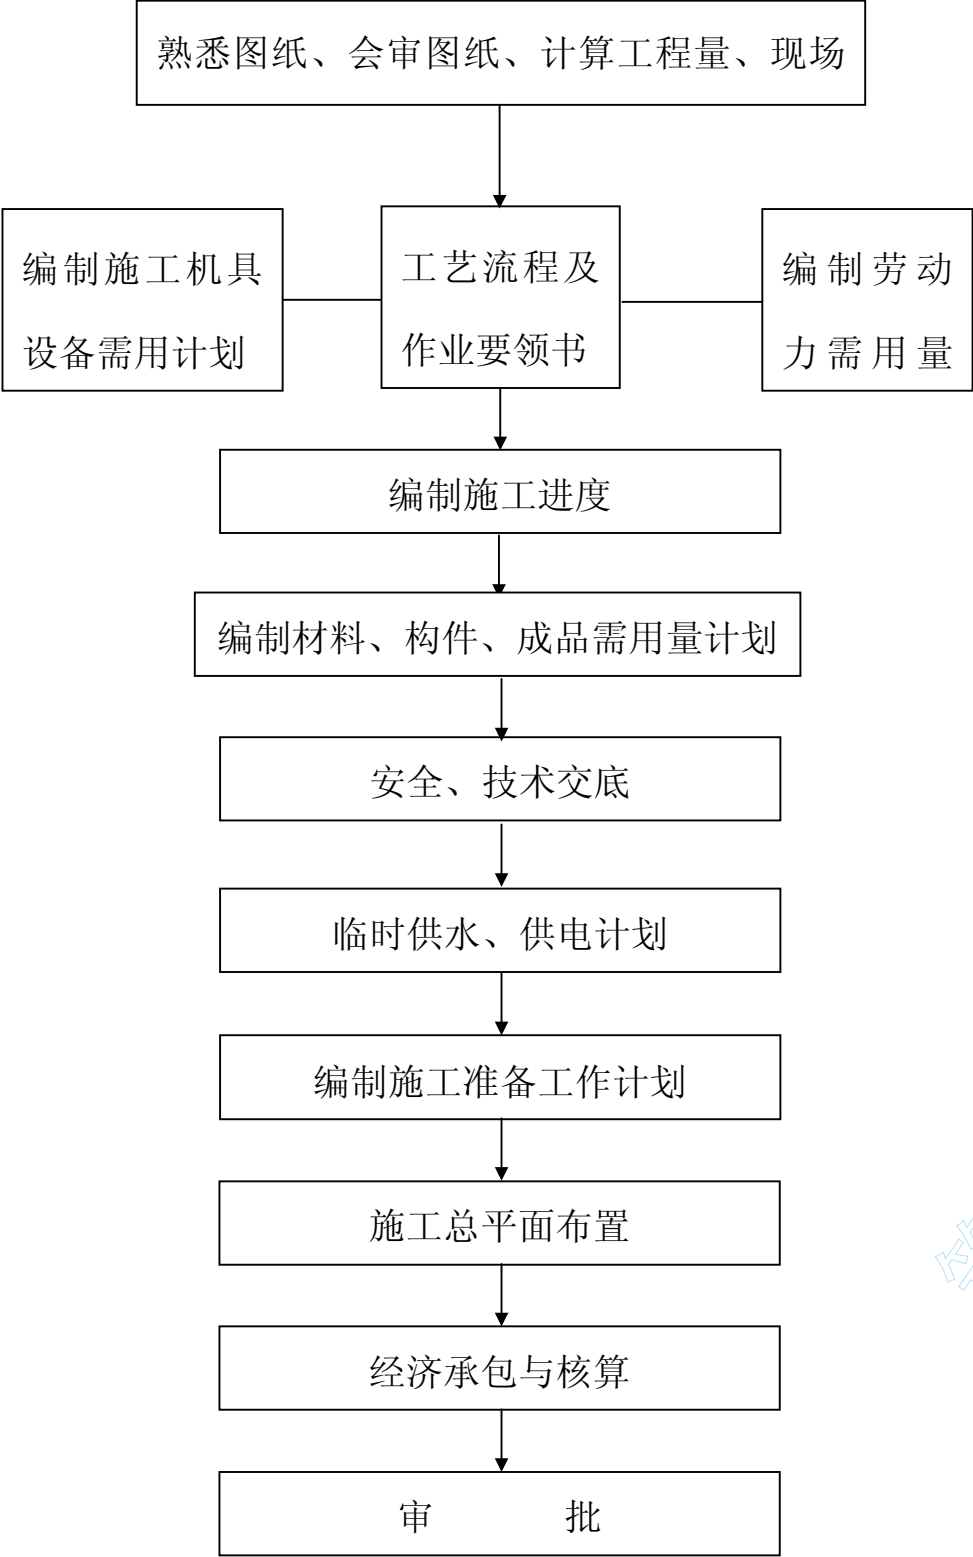 熟悉图纸、会审图纸、计算工程量、现场
编制施工机具
设备需用计划
工艺流程及
作业要领书
编制劳动
力需用量
编制施工进度
编制材料、构件、成品需用量计划
安全、技术交底
临时供水、供电计划
编制施工准备工作计划
施工总平面布置
经济承包与核算
审 批